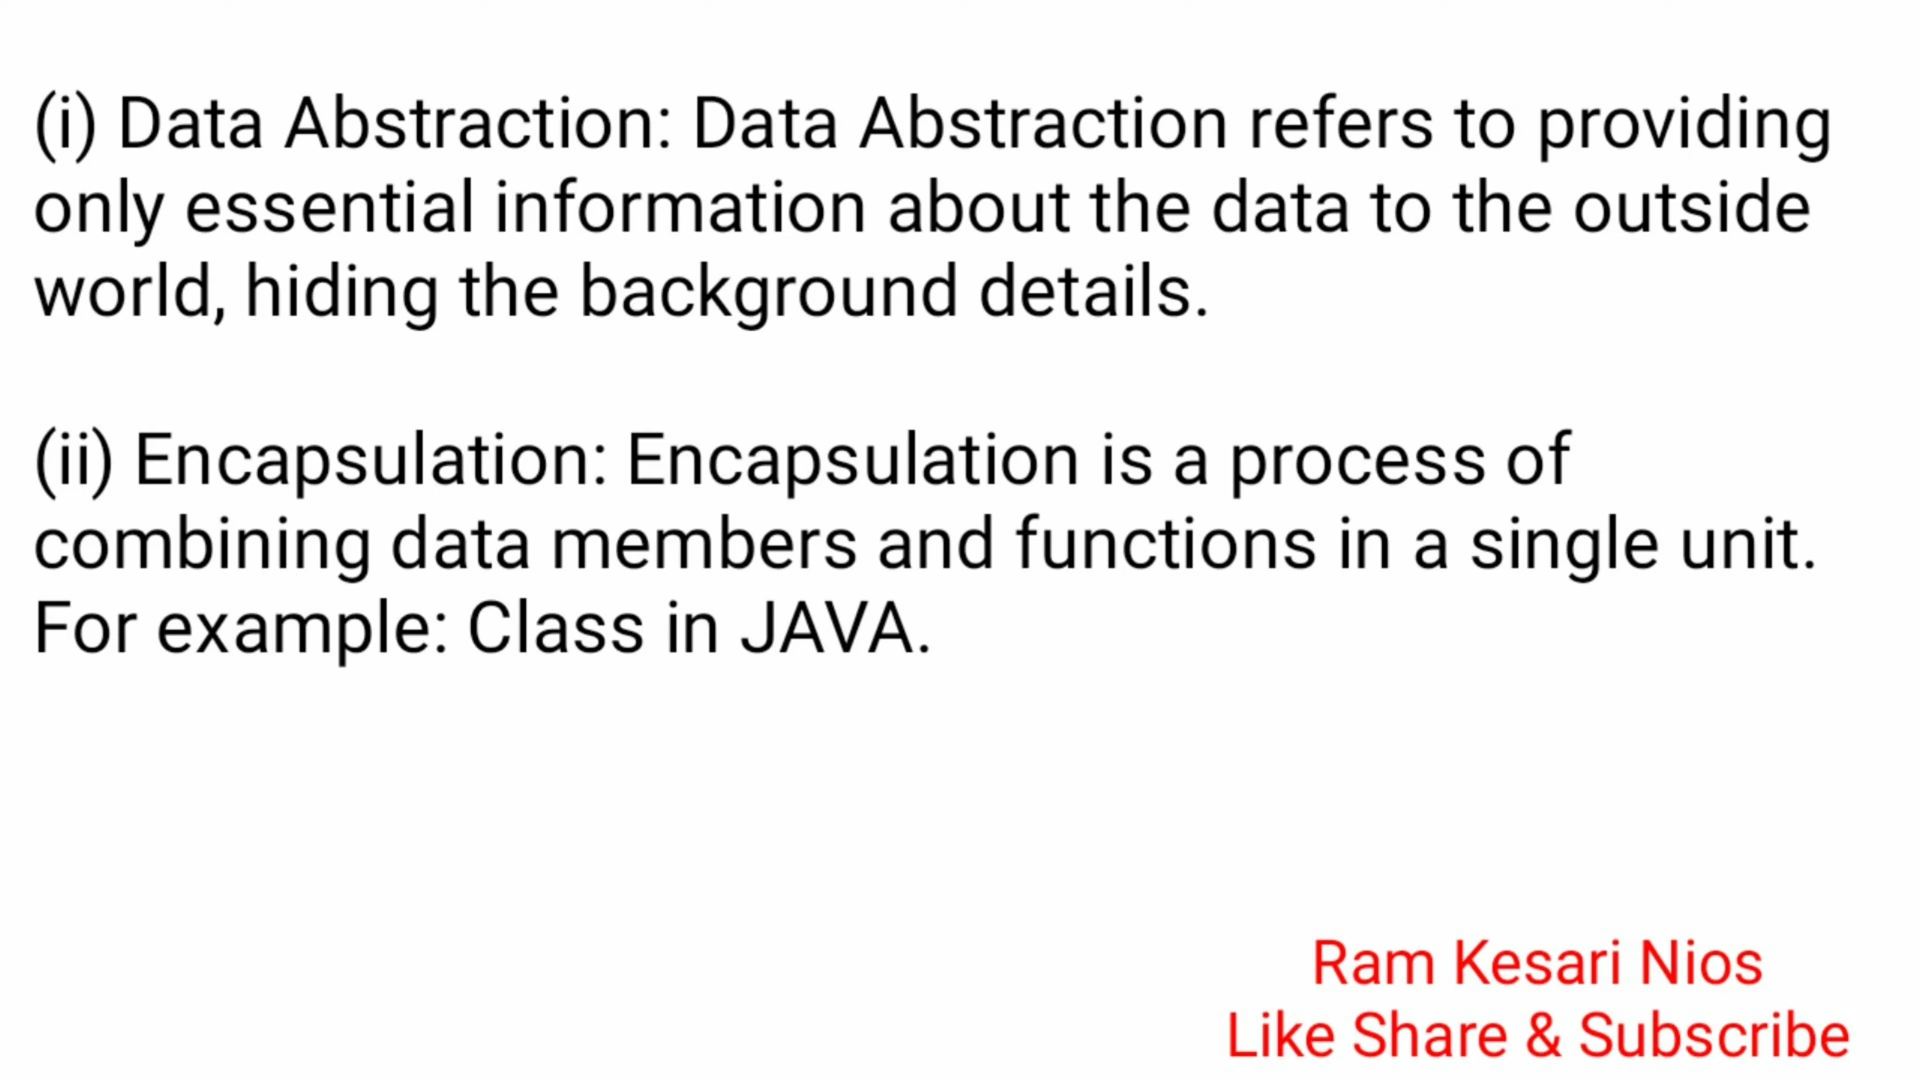 (i) Data Abstraction: Data Abstraction refers to providing
only essential information about the data to the outside
world, hiding the background details.
(ii) Encapsulation: Encapsulation is a process of
combining data members and functions in a single unit.
For example: Class in JAVA.
Ram Kesari Nios
Like Share & Subscribe